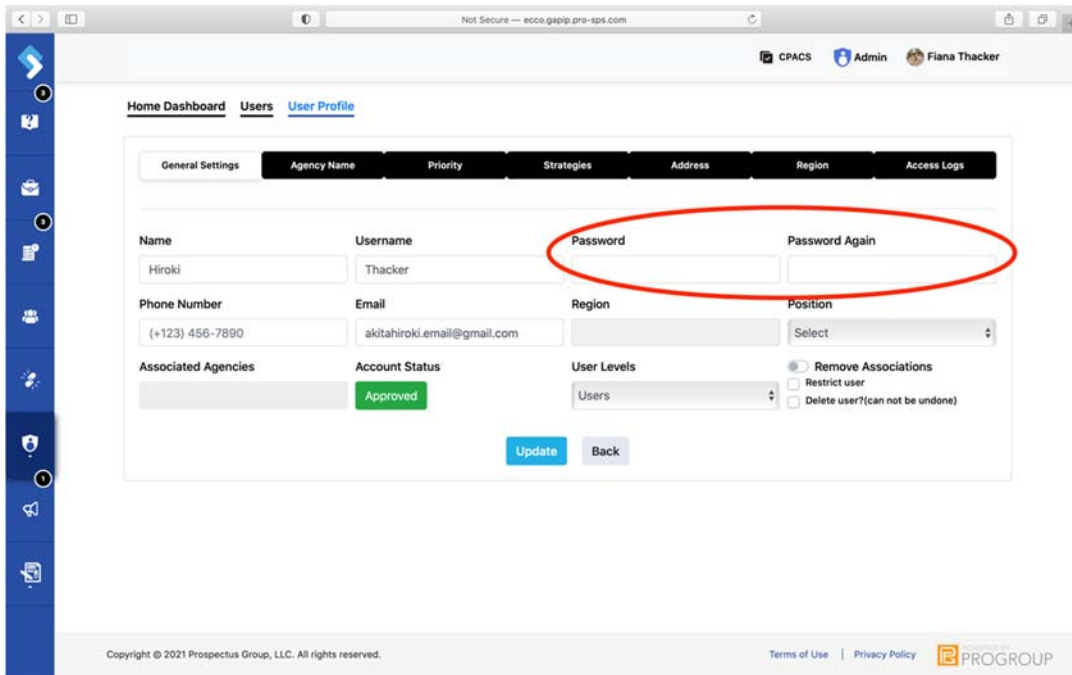 Not Secure — ecco.gapip.pro-sps.com
CPACS Admin Fiana Thacker
3
Home Dashboard Users User Profile
General Settings Agency Name Priority Strategies Address Region Access Logs
3
Name Username Password Password Again
Hiroki Thacker
Phone Number Email Region Position
(+123) 456-7890 akitahiroki.email@gmail.com Select
Associated Agencies Account Status User Levels Remove Associations
Restrict user
Approved Users Delete user?(can not be undone)
Update Back
1
Copyright © 2021 Prospectus Group, LLC. All rights reserved. Terms of Use | Privacy Policy PROGROUP